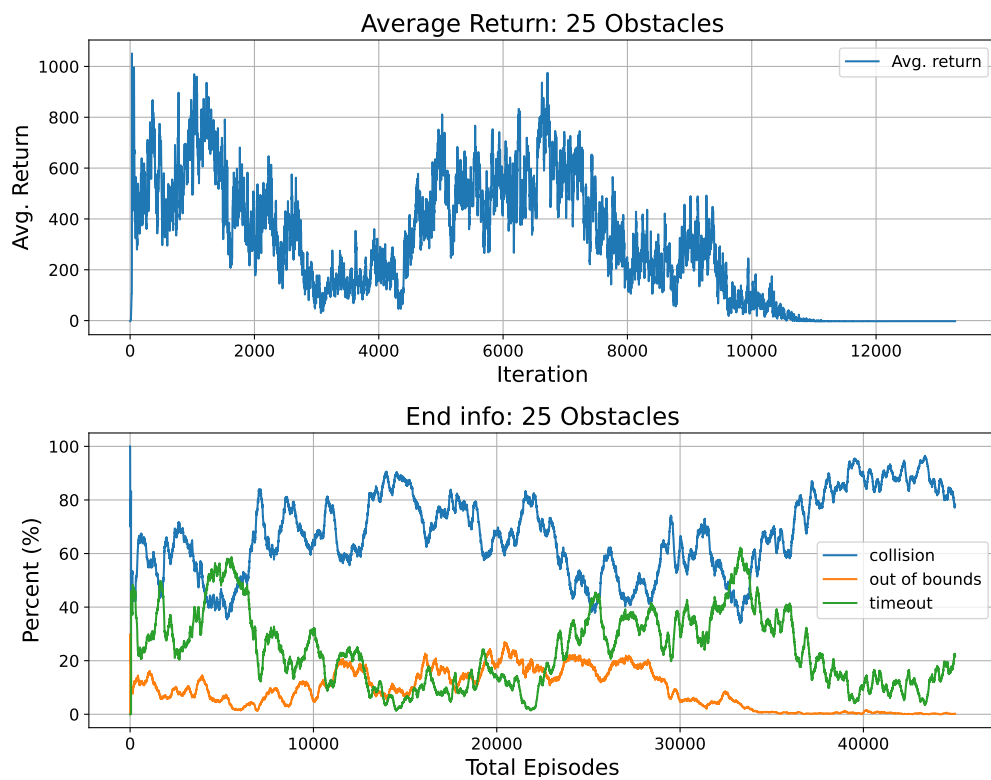 Average Return: 25 Obstacles
Avg. Return
1000
800
600
400
200
0
Avg. return
0 2000 4000 6000 8000 10000 12000
Iteration
End info: 25 Obstacles
Percent (%)
100
80
60
40
20
0
collision
out of bounds
timeout
0 10000 20000 30000 40000
Total Episodes